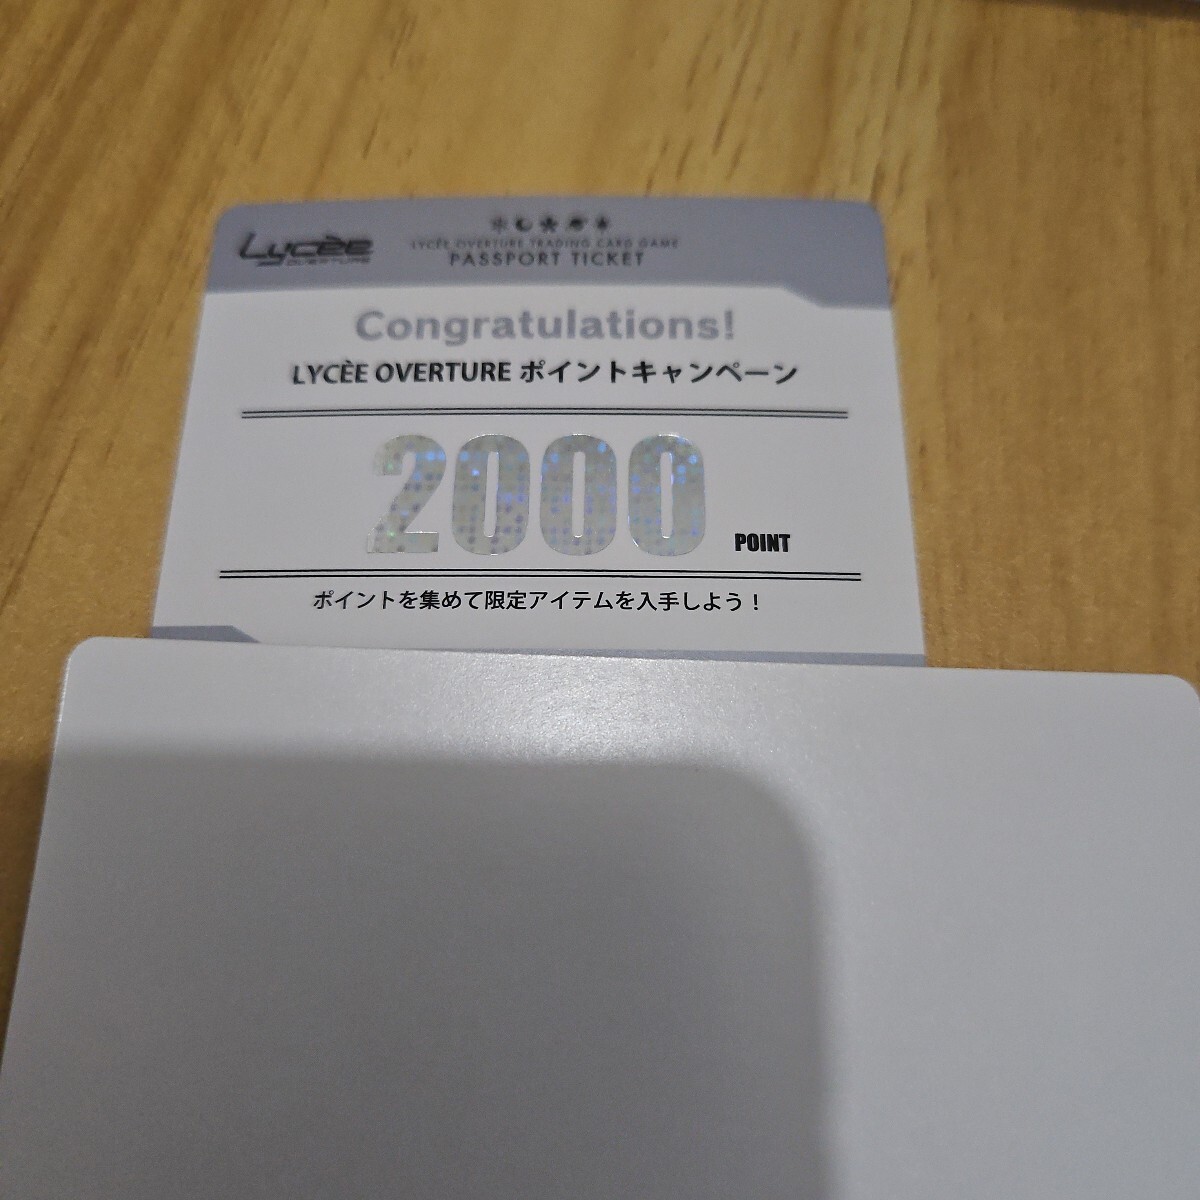 Lycèe
OVERTURE
LYCÈE OVERTURE TRADING CARD GAME
PASSPORT TICKET
Congratulations!
LYCÈE OVERTURE ポイントキャンペーン
2000
POINT
ポイントを集めて限定アイテムを入手しよう！